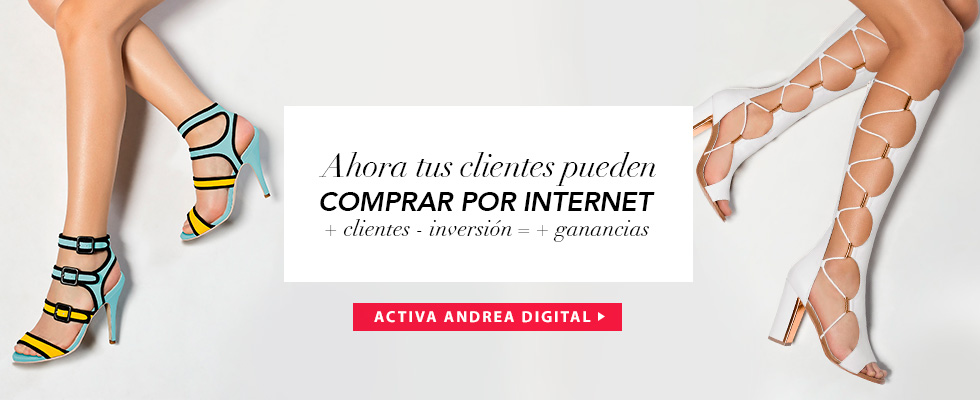 Ahora tus clientes pueden
COMPRAR POR INTERNET
+ clientes - inversión = + ganancias
ACTIVA ANDREA DIGITAL